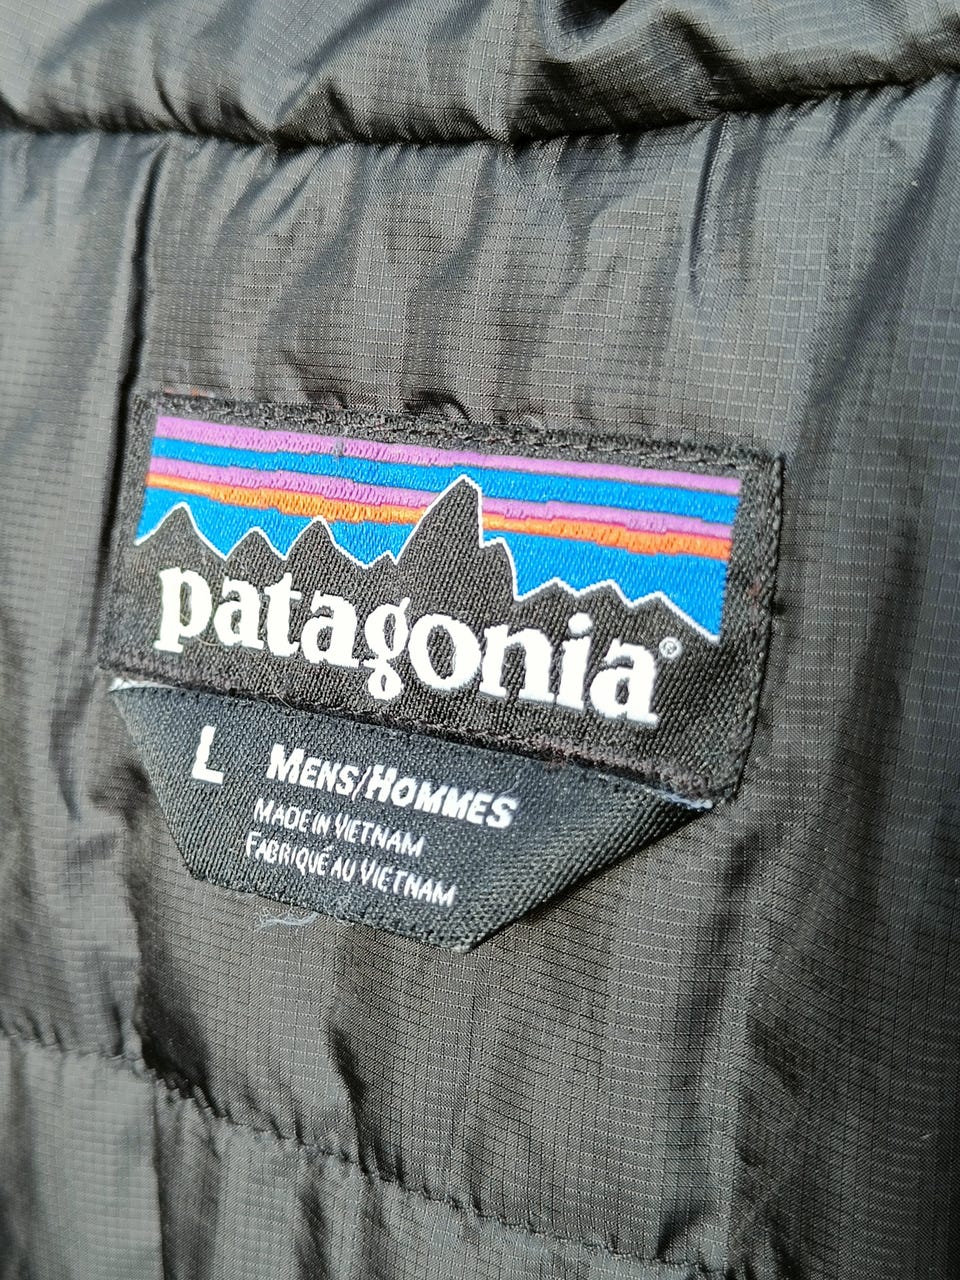 patagonia®
L MENS/HOMMES
MADE IN VIETNAM
FABRIQUÉ AU VIETNAM